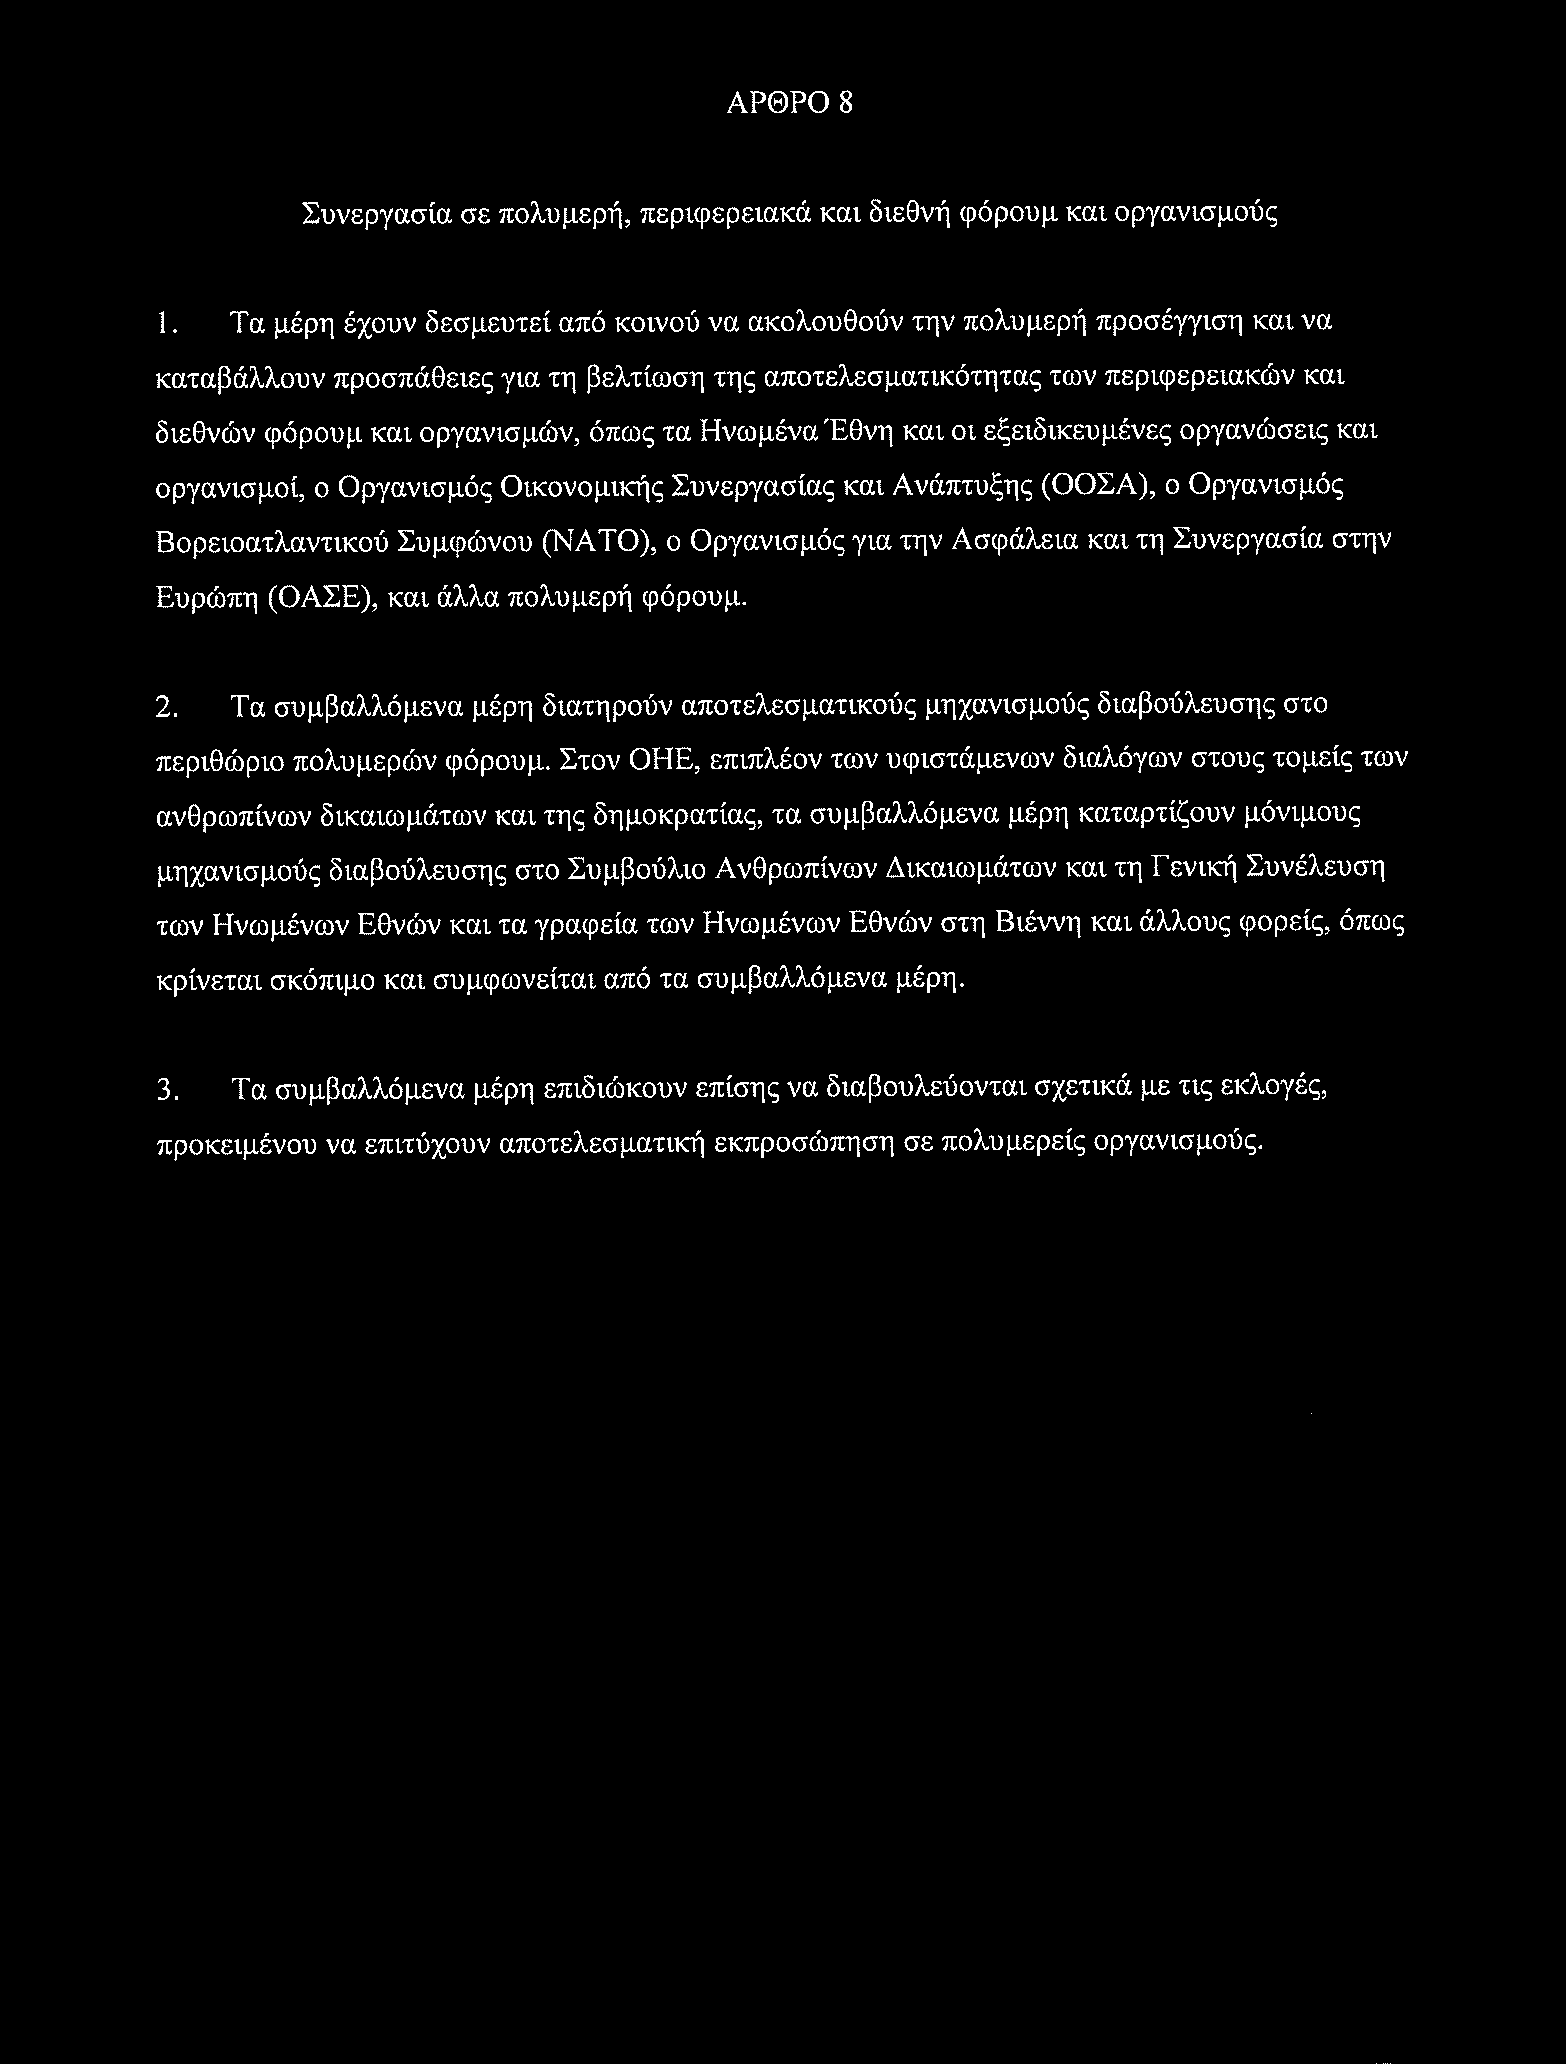 ΑΡΘΡΟ 8
Συνεργασία σε πολυμερή, περιφερειακά και διεθνή φόρουμ και οργανισμούς
1. Τα μέρη έχουν δεσμευτεί από κοινού να ακολουθούν την πολυμερή προσέγγιση και να
καταβάλλουν προσπάθειες για τη βελτίωση της αποτελεσματικότητας των περιφερειακών και
διεθνών φόρουμ και οργανισμών, όπως τα Ηνωμένα Έθνη και οι εξειδικευμένες οργανώσεις και
οργανισμοί, ο Οργανισμός Οικονομικής Συνεργασίας και Ανάπτυξης (ΟΟΣΑ), ο Οργανισμός
Βορειοατλαντικού Συμφώνου (ΝΑΤΟ), ο Οργανισμός για την Ασφάλεια και τη Συνεργασία στην
Ευρώπη (ΟΑΣΕ), και άλλα πολυμερή φόρουμ.
2. Τα συμβαλλόμενα μέρη διατηρούν αποτελεσματικούς μηχανισμούς διαβούλευσης στο
περιθώριο πολυμερών φόρουμ. Στον ΟΗΕ, επιπλέον των υφιστάμενων διαλόγων στους τομείς των
ανθρωπίνων δικαιωμάτων και της δημοκρατίας, τα συμβαλλόμενα μέρη καταρτίζουν μόνιμους
μηχανισμούς διαβούλευσης στο Συμβούλιο Ανθρωπίνων Δικαιωμάτων και τη Γενική Συνέλευση
των Ηνωμένων Εθνών και τα γραφεία των Ηνωμένων Εθνών στη Βιέννη και άλλους φορείς, όπως
κρίνεται σκόπιμο και συμφωνείται από τα συμβαλλόμενα μέρη.
3. Τα συμβαλλόμενα μέρη επιδιώκουν επίσης να διαβουλεύονται σχετικά με τις εκλογές,
προκειμένου να επιτύχουν αποτελεσματική εκπροσώπηση σε πολυμερείς οργανισμούς.